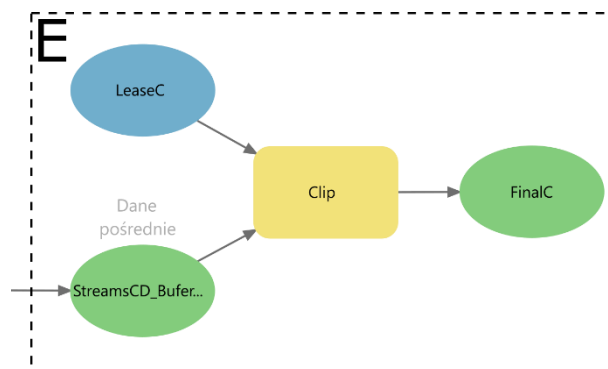 E
LeaseC
Clip
FinalC
Dane
pośrednie
StreamsCD_Bufer...